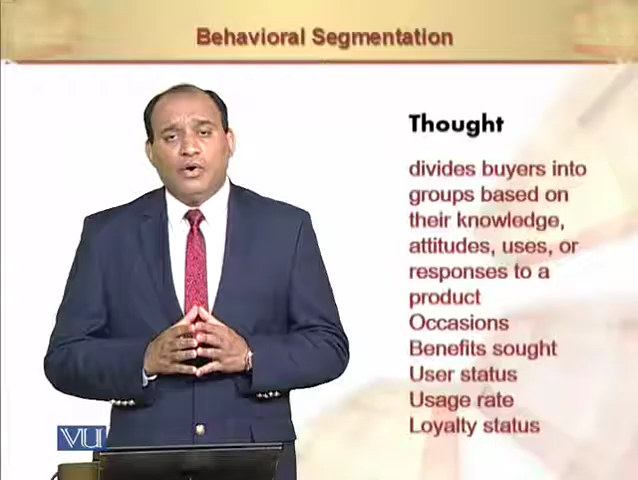 Behavioral Segmentation
Thought
divides buyers into
groups based on
their knowledge,
attitudes, uses, or
responses to a
product
Occasions
Benefits sought
User status
Usage rate
Loyalty status
VU